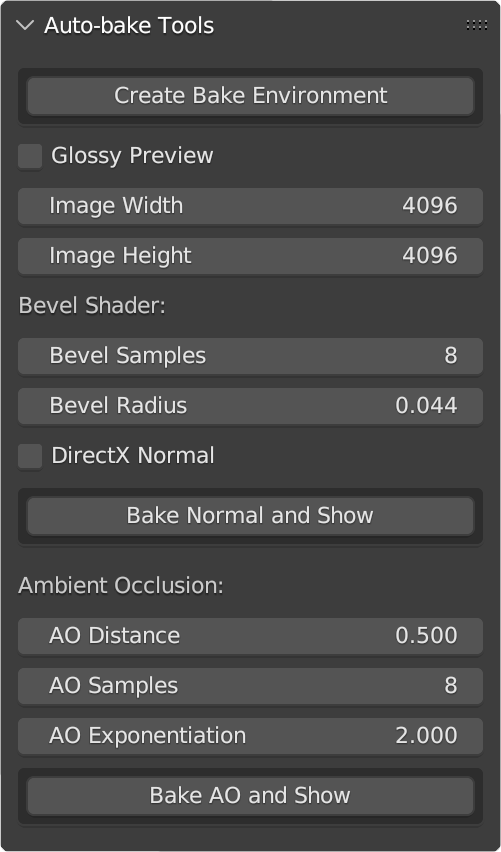 Auto-bake Tools
Create Bake Environment
Glossy Preview
Image Width 4096
Image Height 4096
Bevel Shader:
Bevel Samples 8
Bevel Radius 0.044
DirectX Normal
Bake Normal and Show
Ambient Occlusion:
AO Distance 0.500
AO Samples 8
AO Exponentiation 2.000
Bake AO and Show